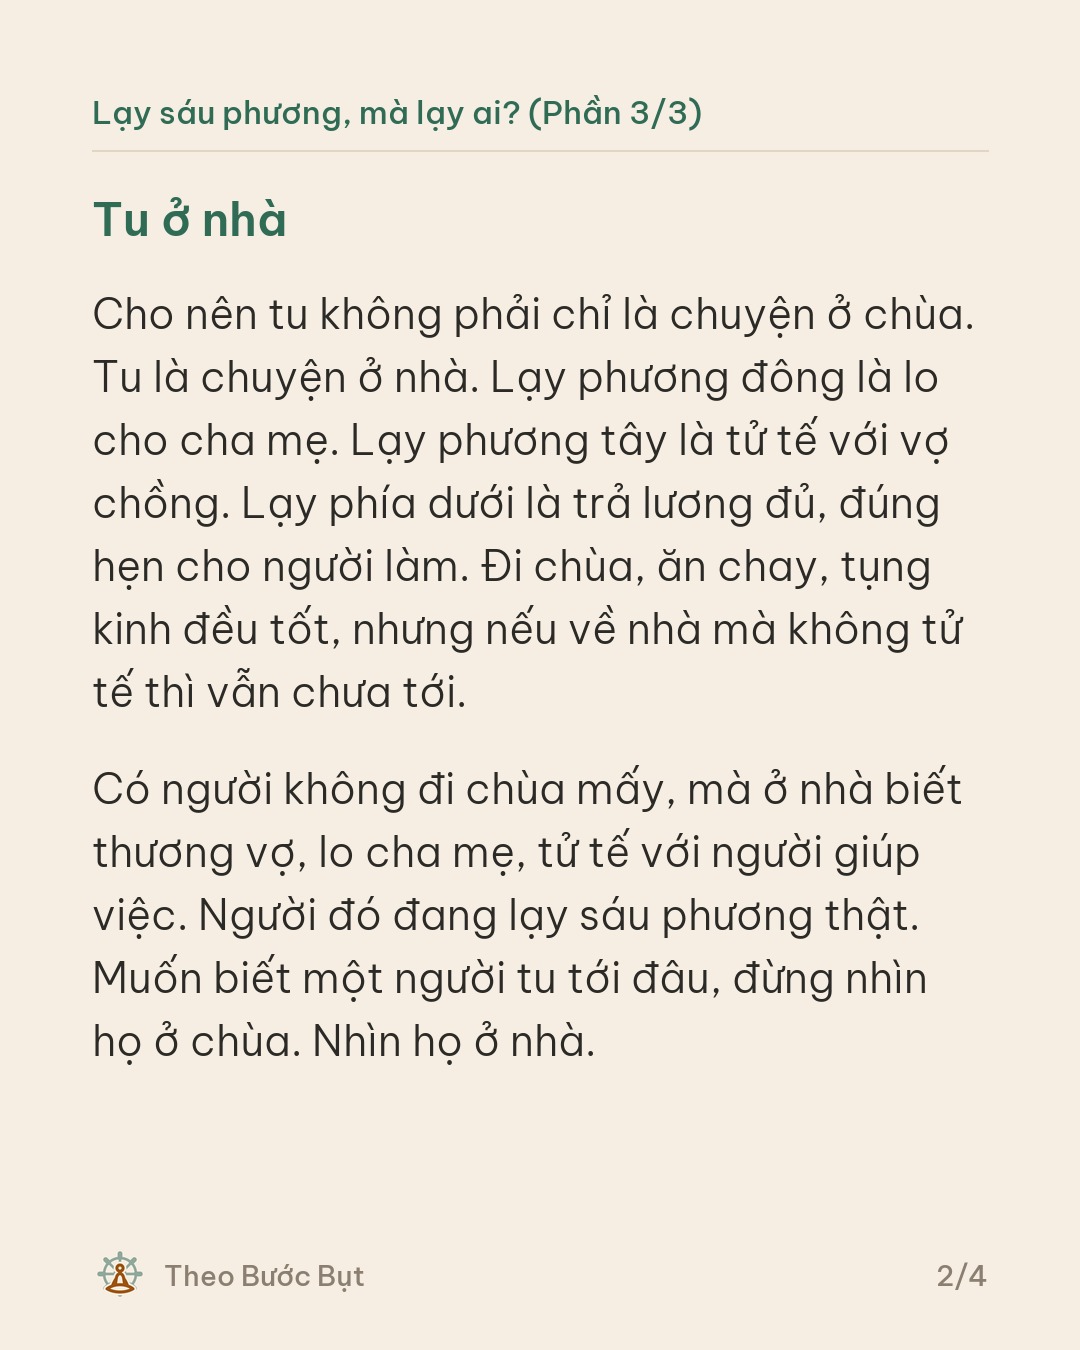 Lạy sáu phương, mà lạy ai? (Phần 3/3)
Tu ở nhà
Cho nên tu không phải chỉ là chuyện ở chùa.
Tu là chuyện ở nhà. Lạy phương đông là lo
cho cha mẹ. Lạy phương tây là tử tế với vợ
chồng. Lạy phía dưới là trả lương đủ, đúng
hẹn cho người làm. Đi chùa, ăn chay, tụng
kinh đều tốt, nhưng nếu về nhà mà không tử
tế thì vẫn chưa tới.
Có người không đi chùa mấy, mà ở nhà biết
thương vợ, lo cha mẹ, tử tế với người giúp
việc. Người đó đang lạy sáu phương thật.
Muốn biết một người tu tới đâu, đừng nhìn
họ ở chùa. Nhìn họ ở nhà.
Theo Bước Bụt
2/4